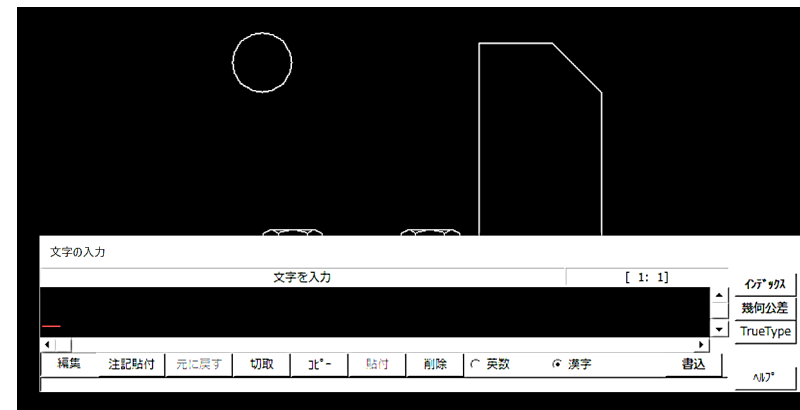 文字の入力
文字を入力
[ 1: 1]
ｲﾝﾃﾞｯｸｽ
幾何公差
TrueType
編集 注記貼付 元に戻す 切取 ｺﾋﾟｰ 貼付 削除 英数 漢字 書込
ﾍﾙﾌﾟ